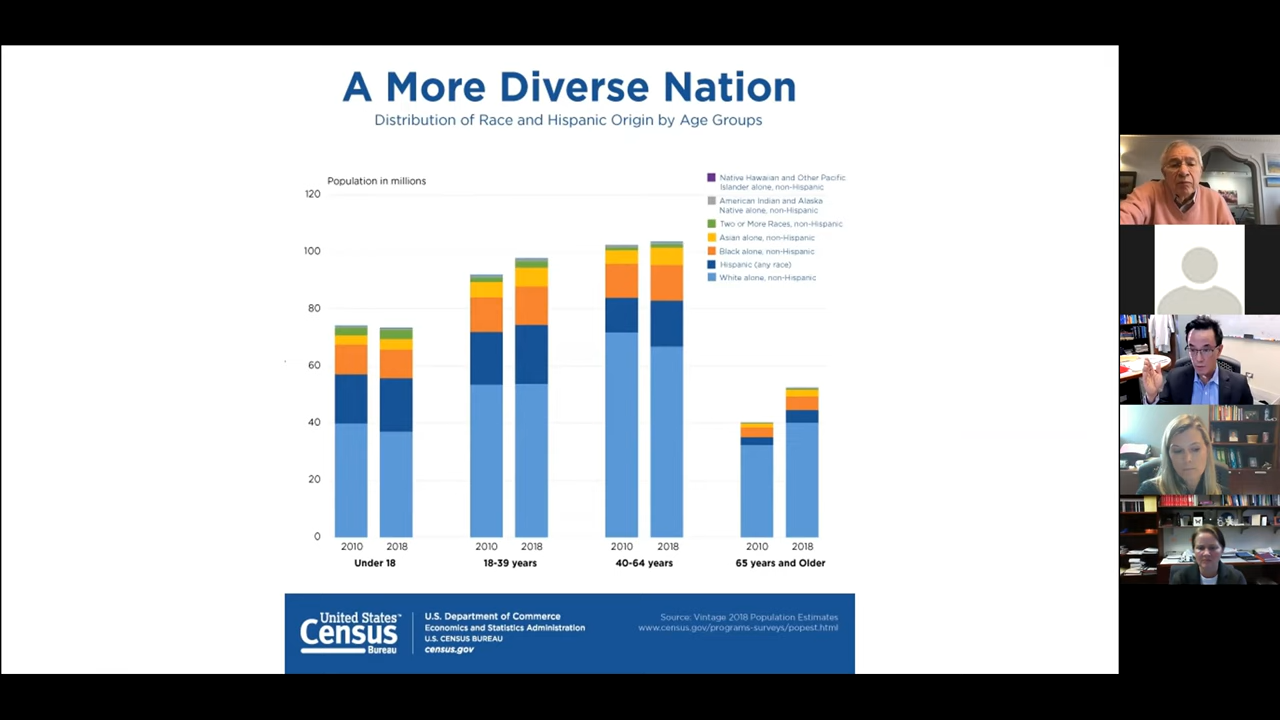 A More Diverse Nation
Distribution of Race and Hispanic Origin by Age Groups
Population in millions
120
100
80
60
40
20
0
Native Hawaiian and Other Pacific
Islander alone, non-Hispanic
American Indian and Alaska
Native alone, non-Hispanic
Two or More Races, non-Hispanic
Asian alone, non-Hispanic
Black alone, non-Hispanic
Hispanic (any race)
White alone, non-Hispanic
2010 2018 2010 2018 2010 2018 2010 2018
Under 18 18-39 years 40-64 years 65 years and Older
United States™
Census
Bureau
U.S. Department of Commerce
Economics and Statistics Administration
U.S. CENSUS BUREAU
census.gov
Source: Vintage 2018 Population Estimates
www.census.gov/programs-surveys/popest.html